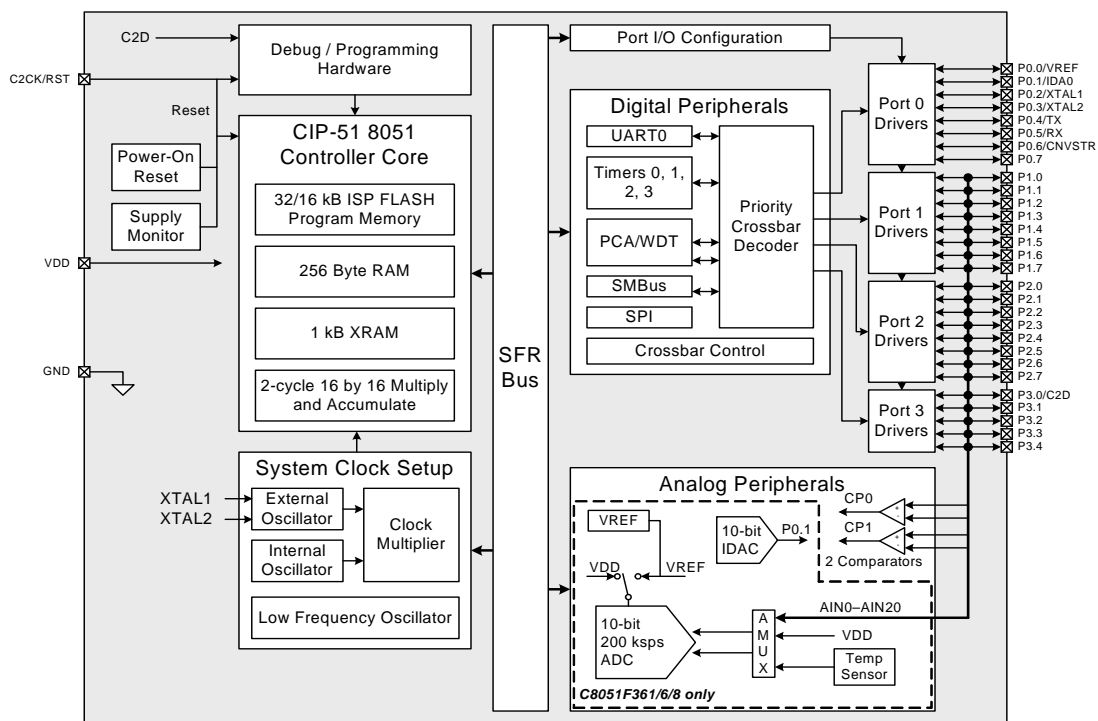 C2D
C2CK/RST
Reset
Power-On
Reset
Supply
Monitor
VDD
GND
Debug / Programming
Hardware
CIP-51 8051
Controller Core
32/16 kB ISP FLASH
Program Memory
256 Byte RAM
1 kB XRAM
2-cycle 16 by 16 Multiply
and Accumulate
System Clock Setup
XTAL1
XTAL2
External
Oscillator
Internal
Oscillator
Clock
Multiplier
Low Frequency Oscillator
SFR
Bus
Port I/O Configuration
Digital Peripherals
UART0
Timers 0, 1,
2, 3
PCA/WDT
SMBus
SPI
Priority
Crossbar
Decoder
Crossbar Control
Port 0
Drivers
Port 1
Drivers
Port 2
Drivers
Port 3
Drivers
P0.0/VREF
P0.1/IDA0
P0.2/XTAL1
P0.3/XTAL2
P0.4/TX
P0.5/RX
P0.6/CNVSTR
P0.7
P1.0
P1.1
P1.2
P1.3
P1.4
P1.5
P1.6
P1.7
P2.0
P2.1
P2.2
P2.3
P2.4
P2.5
P2.6
P2.7
P3.0/C2D
P3.1
P3.2
P3.3
P3.4
Analog Peripherals
VREF
10-bit
IDAC
P0.1
CP0
+
-
CP1
+
-
2 Comparators
VDD
VREF
10-bit
200 ksps
ADC
A
M
U
X
AIN0–AIN20
VDD
Temp
Sensor
C8051F361/6/8 only